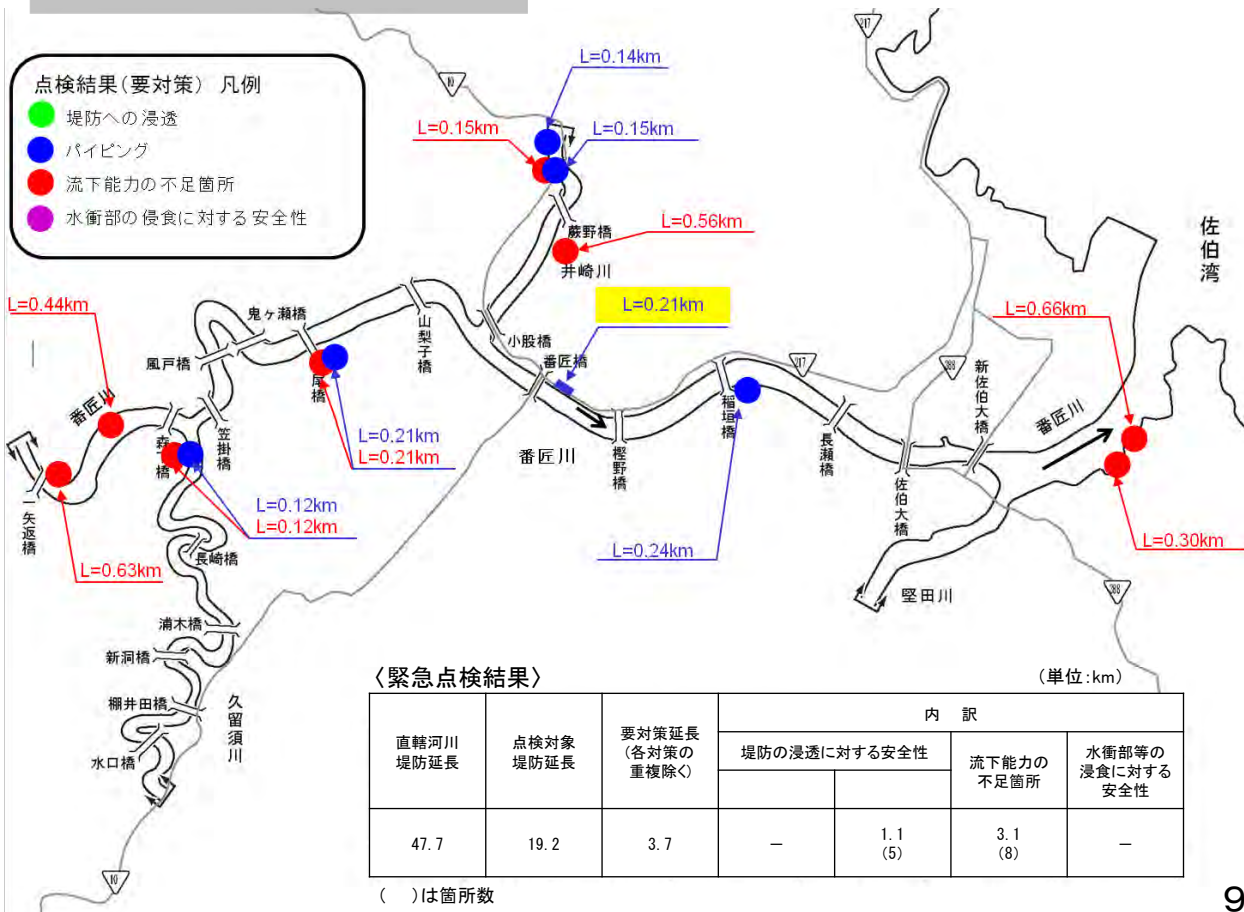 点検結果(要対策) 凡例
堤防への浸透
パイピング
流下能力の不足箇所
水衝部の侵食に対する安全性
10
217
L=0.14km
L=0.15km
L=0.15km
蕨野橋
L=0.56km
井崎川
佐伯湾
L=0.44km
鬼ヶ瀬橋
風戸橋
山梨子橋
小股橋
L=0.21km
番匠橋
217
L=0.66km
388
新佐伯大橋
番匠川
尾橋
番匠川
笠掛橋
L=0.21km
L=0.21km
番匠川
樫野橋
稲垣橋
長瀬橋
佐伯大橋
一矢返橋
L=0.12km
L=0.12km
L=0.63km
長崎橋
L=0.24km
L=0.30km
388
堅田川
浦木橋
新洞橋
棚井田橋
水口橋
久留須川
10
〈緊急点検結果〉
(単位:km)
直轄河川
堤防延長
点検対象
堤防延長
要対策延長
(各対策の
重複除く)
内 訳
堤防の浸透に対する安全性
流下能力の
不足箇所
水衝部等の
浸食に対する
安全性
47.7
19.2
3.7
－
1.1
(5)
3.1
(8)
－
( )は箇所数
9